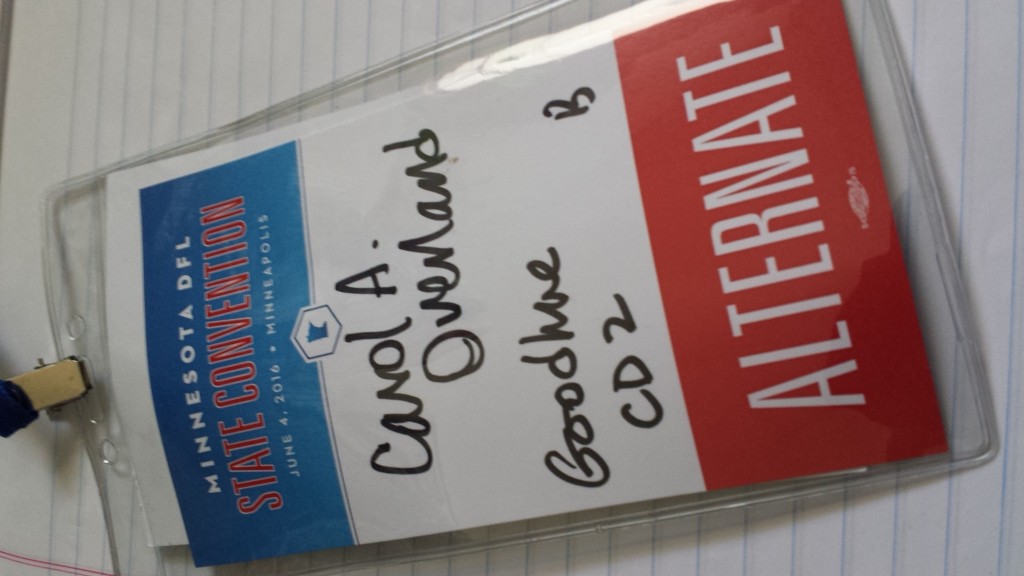 MINNESOTA DFL
STATE CONVENTION
JUNE 4, 2016 • MINNEAPOLIS
Carol A.
Overland
Goodhue
CD 2
B
ALTERNATE